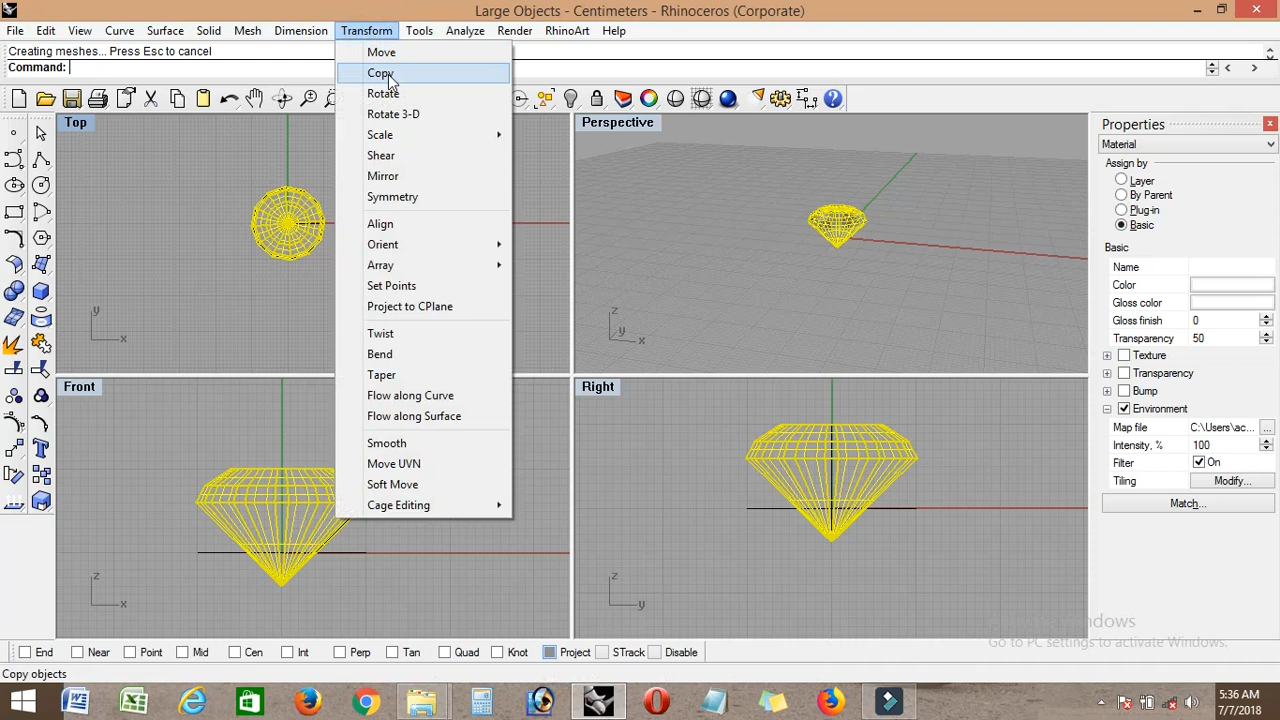 Large Objects - Centimeters - Rhinoceros (Corporate)
File Edit View Curve Surface Solid Mesh Dimension Transform Tools Analyze Render RhinoArt Help
Creating meshes... Press Esc to cancel
Command:
Move
Copy
Rotate
Rotate 3-D
Scale
Shear
Mirror
Symmetry
Align
Orient
Array
Set Points
Project to CPlane
Twist
Bend
Taper
Flow along Curve
Flow along Surface
Smooth
Move UVN
Soft Move
Cage Editing
Top
y
x
Perspective
z
y
x
Front
z
x
Right
z
y
Properties
Material
Assign by
Layer
By Parent
Plug-in
Basic
Basic
Name
Color
Gloss color
Gloss finish 0
Transparency 50
Texture
Transparency
Bump
Environment
Map file C:\Users\ac... ...
Intensity, % 100
Filter On
Tiling Modify...
Match...
Windows
Go to PC settings to activate Windows.
End Near Point Mid Cen Int Perp Tan Quad Knot Project STrack Disable
Copy objects
5:36 AM
7/7/2018